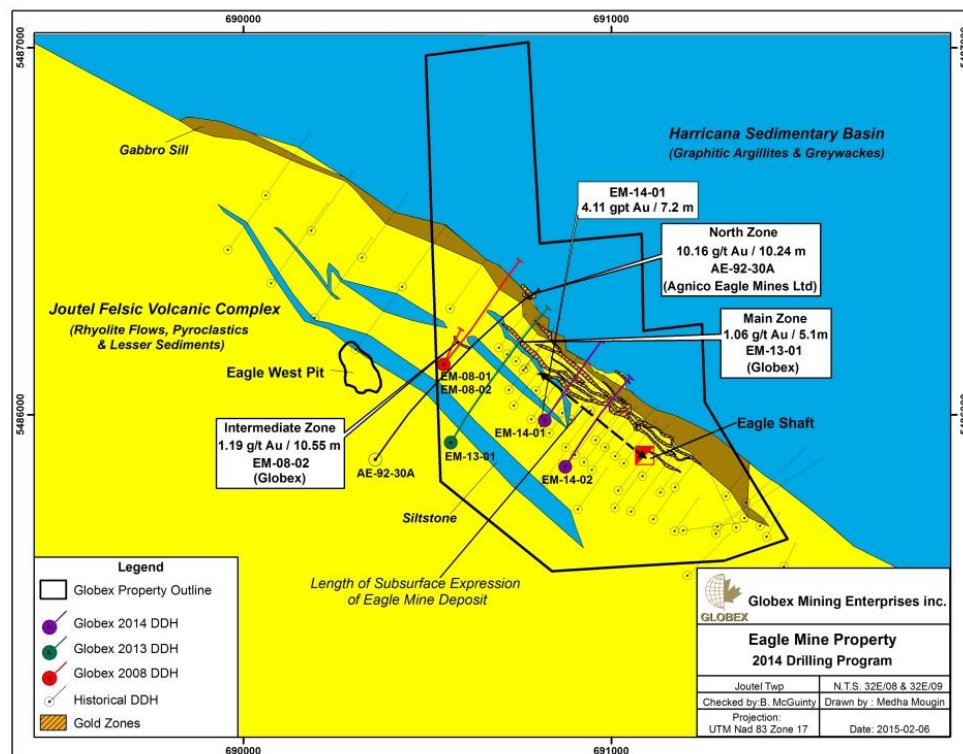 690000
691000
5487000
5487000
Harricana Sedimentary Basin
(Graphitic Argillites & Greywackes)
Gabbro Sill
EM-14-01
4.11 gpt Au / 7.2 m
North Zone
10.16 g/t Au / 10.24 m
AE-92-30A
(Agnico Eagle Mines Ltd)
Joutel Felsic Volcanic Complex
(Rhyolite Flows, Pyroclastics
& Lesser Sediments)
Main Zone
1.06 g/t Au / 5.1m
EM-13-01
(Globex)
Eagle West Pit
EM-08-01
EM-08-02
5486000
5486000
Intermediate Zone
1.19 g/t Au / 10.55 m
EM-08-02
(Globex)
Eagle Shaft
EM-14-01
EM-13-01
AE-92-30A
EM-14-02
Siltstone
Length of Subsurface Expression
of Eagle Mine Deposit
Legend
Globex Property Outline
Globex 2014 DDH
Globex 2013 DDH
Globex 2008 DDH
Historical DDH
Gold Zones
GLOBEX
Globex Mining Enterprises inc.
Eagle Mine Property
2014 Drilling Program
Joutel Twp
N.T.S. 32E/08 & 32E/09
Checked by:B. McGuinty
Drawn by : Medha Mougin
Projection:
UTM Nad 83 Zone 17
Date: 2015-02-06
690000
691000